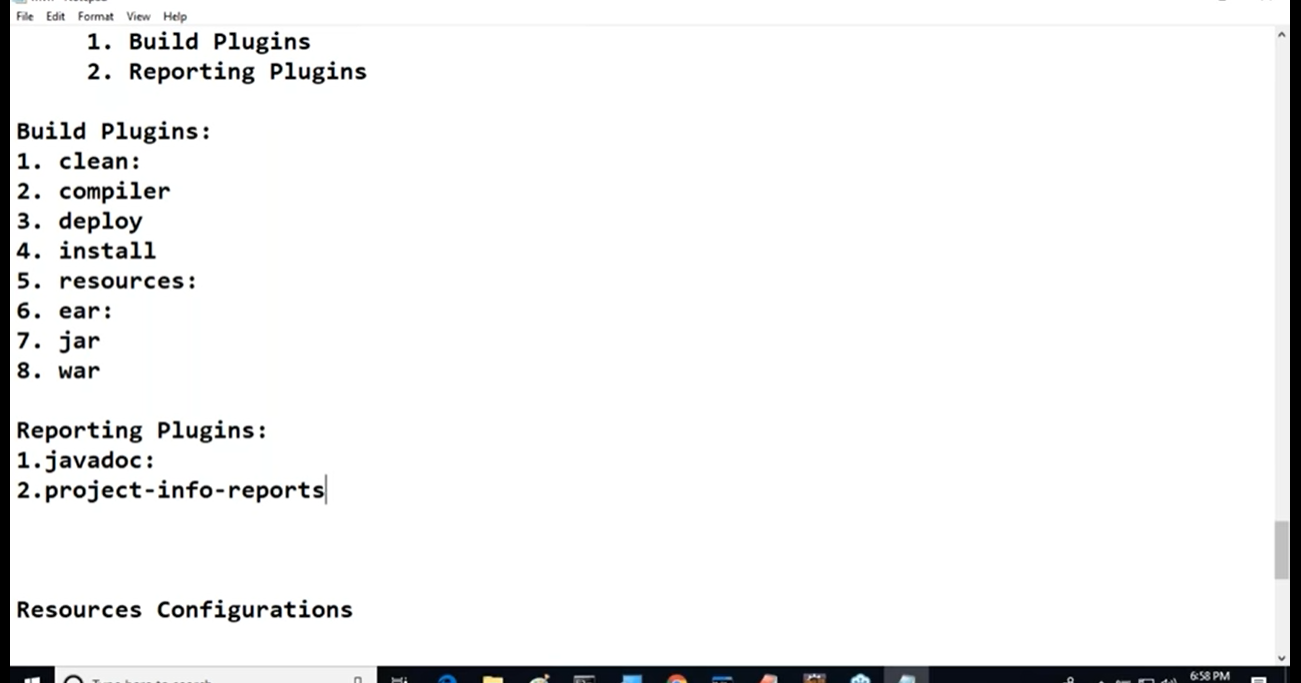 File Edit Format View Help
1. Build Plugins
2. Reporting Plugins
Build Plugins:
1. clean:
2. compiler
3. deploy
4. install
5. resources:
6. ear:
7. jar
8. war
Reporting Plugins:
1.javadoc:
2.project-info-reports
Resources Configurations
6:58 PM